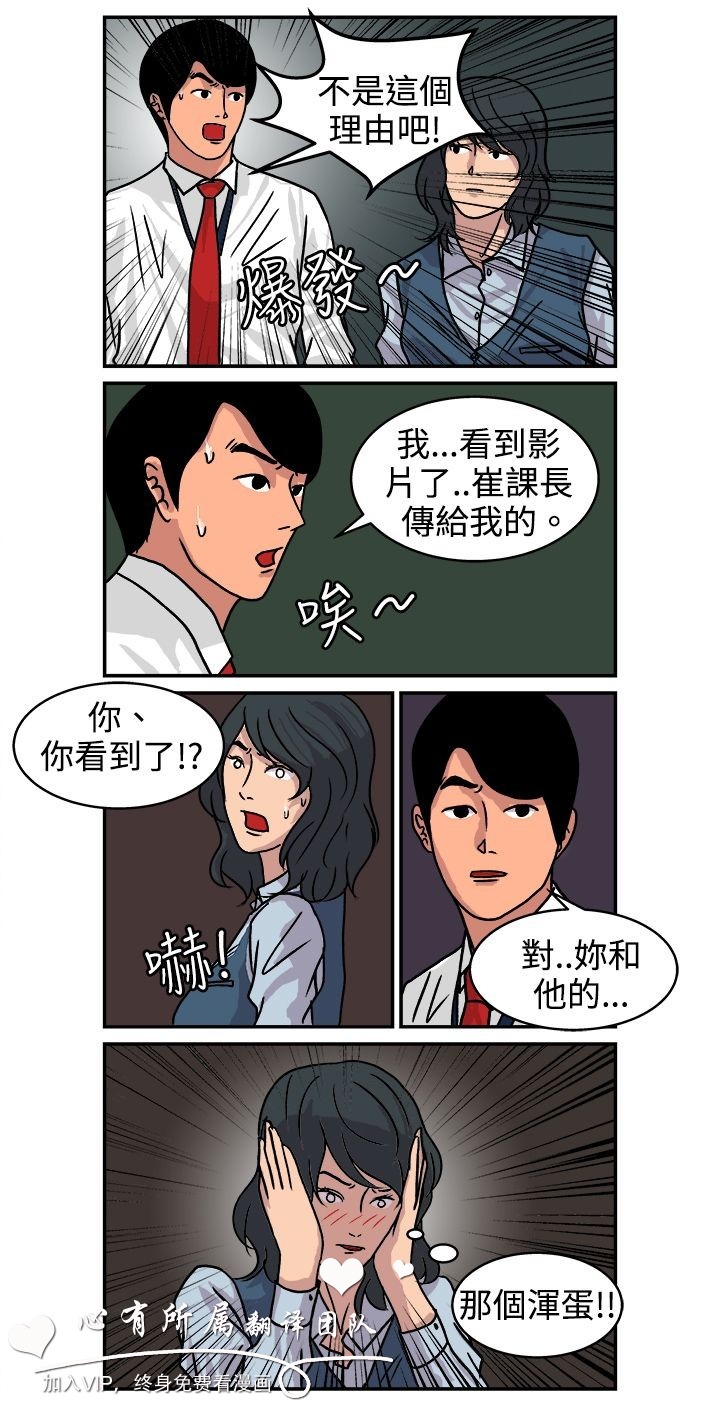 不是這個
理由吧!
爆發~
我...看到影
片了..崔課長
傳給我的。
唉~
你、
你看到了!?
嚇!
對..妳和
他的...
那個渾蛋!!
心有所属翻译团队
加入VIP，终身免费看漫画